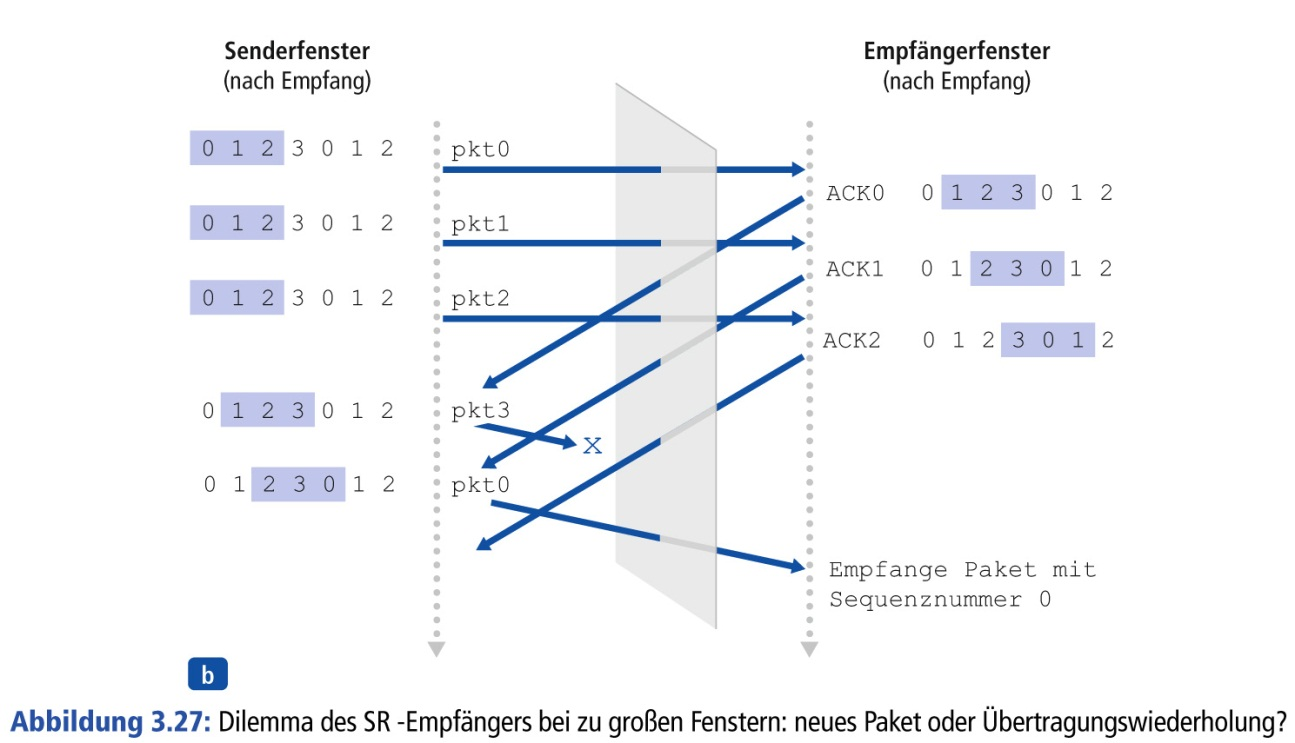 Senderfenster
(nach Empfang)
Empfängerfenster
(nach Empfang)
0 1 2 3 0 1 2
pkt0
ACK0 0 1 2 3 0 1 2
0 1 2 3 0 1 2
pkt1
ACK1 0 1 2 3 0 1 2
0 1 2 3 0 1 2
pkt2
ACK2 0 1 2 3 0 1 2
0 1 2 3 0 1 2
pkt3
X
0 1 2 3 0 1 2
pkt0
Empfange Paket mit
Sequenznummer 0
b
Abbildung 3.27: Dilemma des SR -Empfängers bei zu großen Fenstern: neues Paket oder Übertragungswiederholung?